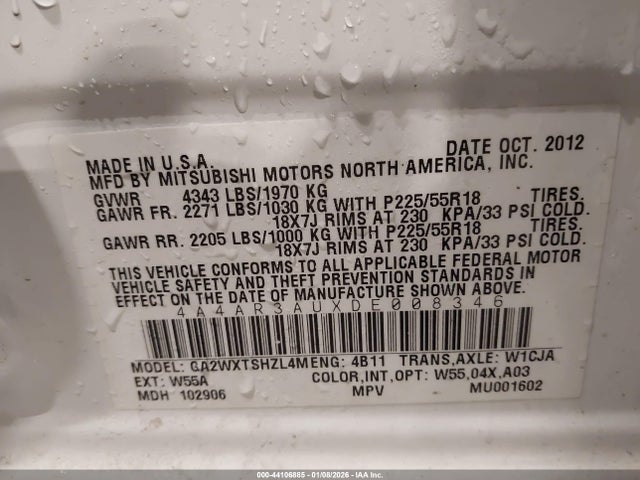 MADE IN U.S.A. DATE OCT. 2012
MFD BY MITSUBISHI MOTORS NORTH AMERICA, INC.
GVWR 4343 LBS/1970 KG
GAWR FR. 2271 LBS/1030 KG WITH P225/55R18 TIRES,
18X7J RIMS AT 230 KPA/33 PSI COLD.
GAWR RR. 2205 LBS/1000 KG WITH P225/55R18 TIRES,
18X7J RIMS AT 230 KPA/33 PSI COLD.
THIS VEHICLE CONFORMS TO ALL APPLICABLE FEDERAL MOTOR
VEHICLE SAFETY AND THEFT PREVENTION STANDARDS IN
EFFECT ON THE DATE OF MANUFACTURE SHOWN ABOVE.
4A4AR3AUXDE008346
MODEL: GA2WXTSHZL4M ENG: 4B11 TRANS,AXLE: W1CJA
EXT: W55A COLOR,INT,OPT: W55,04X,A03
MDH 102906 MPV MU001602
000-44106885 - 01/08/2026 - IAA Inc.